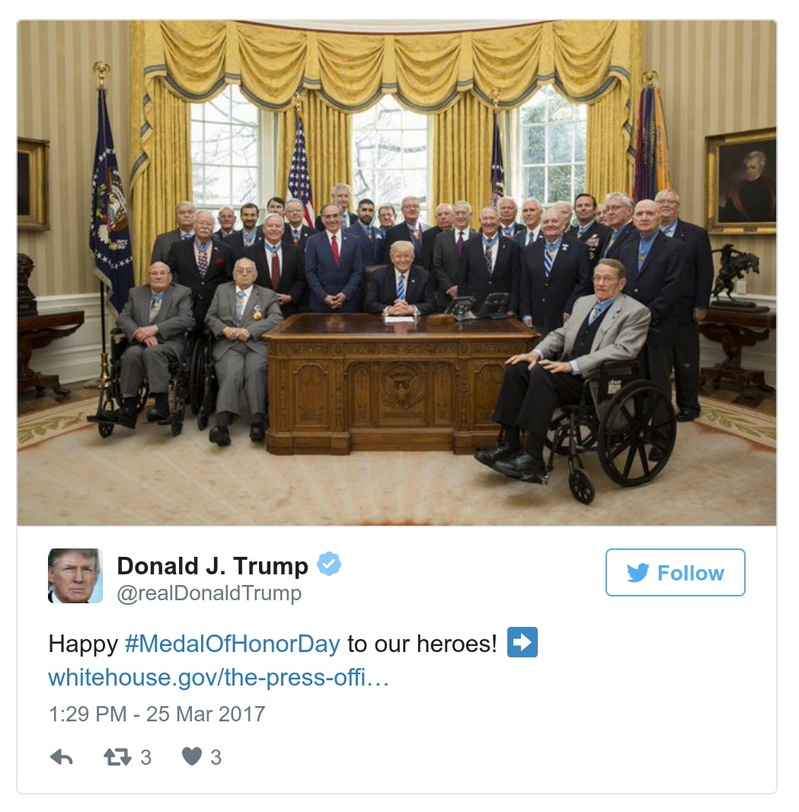 Donald J. Trump
@realDonaldTrump
Follow
Happy #MedalOfHonorDay to our heroes! ➡
whitehouse.gov/the-press-offi…
1:29 PM - 25 Mar 2017
3 3